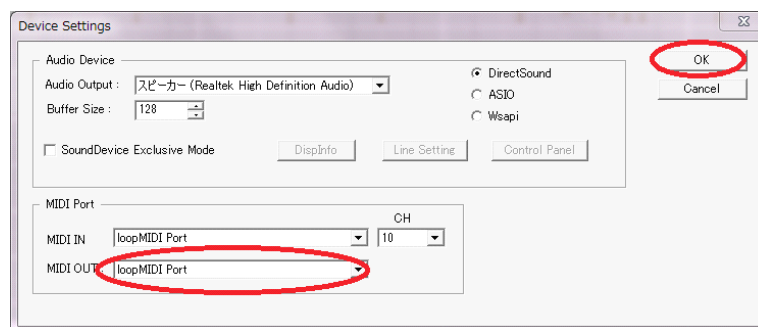 Device Settings
Audio Device
Audio Output : スピーカー (Realtek High Definition Audio)
Buffer Size : 128
DirectSound
ASIO
Wsapi
SoundDevice Exclusive Mode
DispInfo
Line Setting
Control Panel
OK
Cancel
MIDI Port
CH
MIDI IN loopMIDI Port 10
MIDI OUT : loopMIDI Port